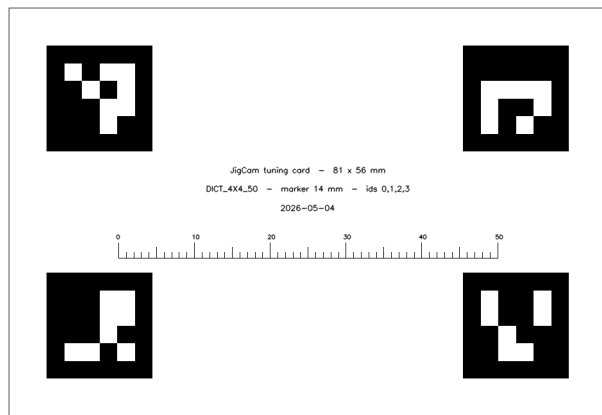 JigCam tuning card - 81 x 56 mm
DICT_4X4_50 - marker 14 mm - ids 0,1,2,3
2026-05-04
0 10 20 30 40 50